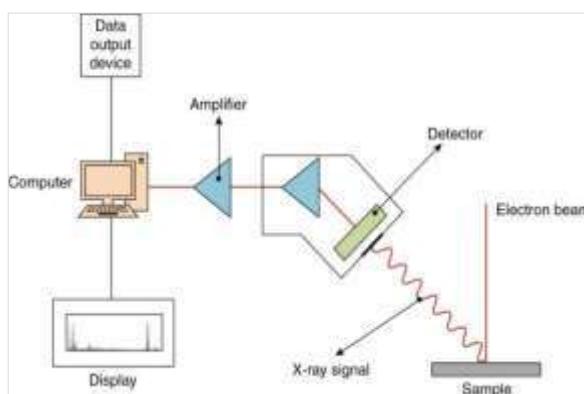 Data
output
device
Amplifier
Detector
Computer
Electron beam
X-ray signal
Display
Sample